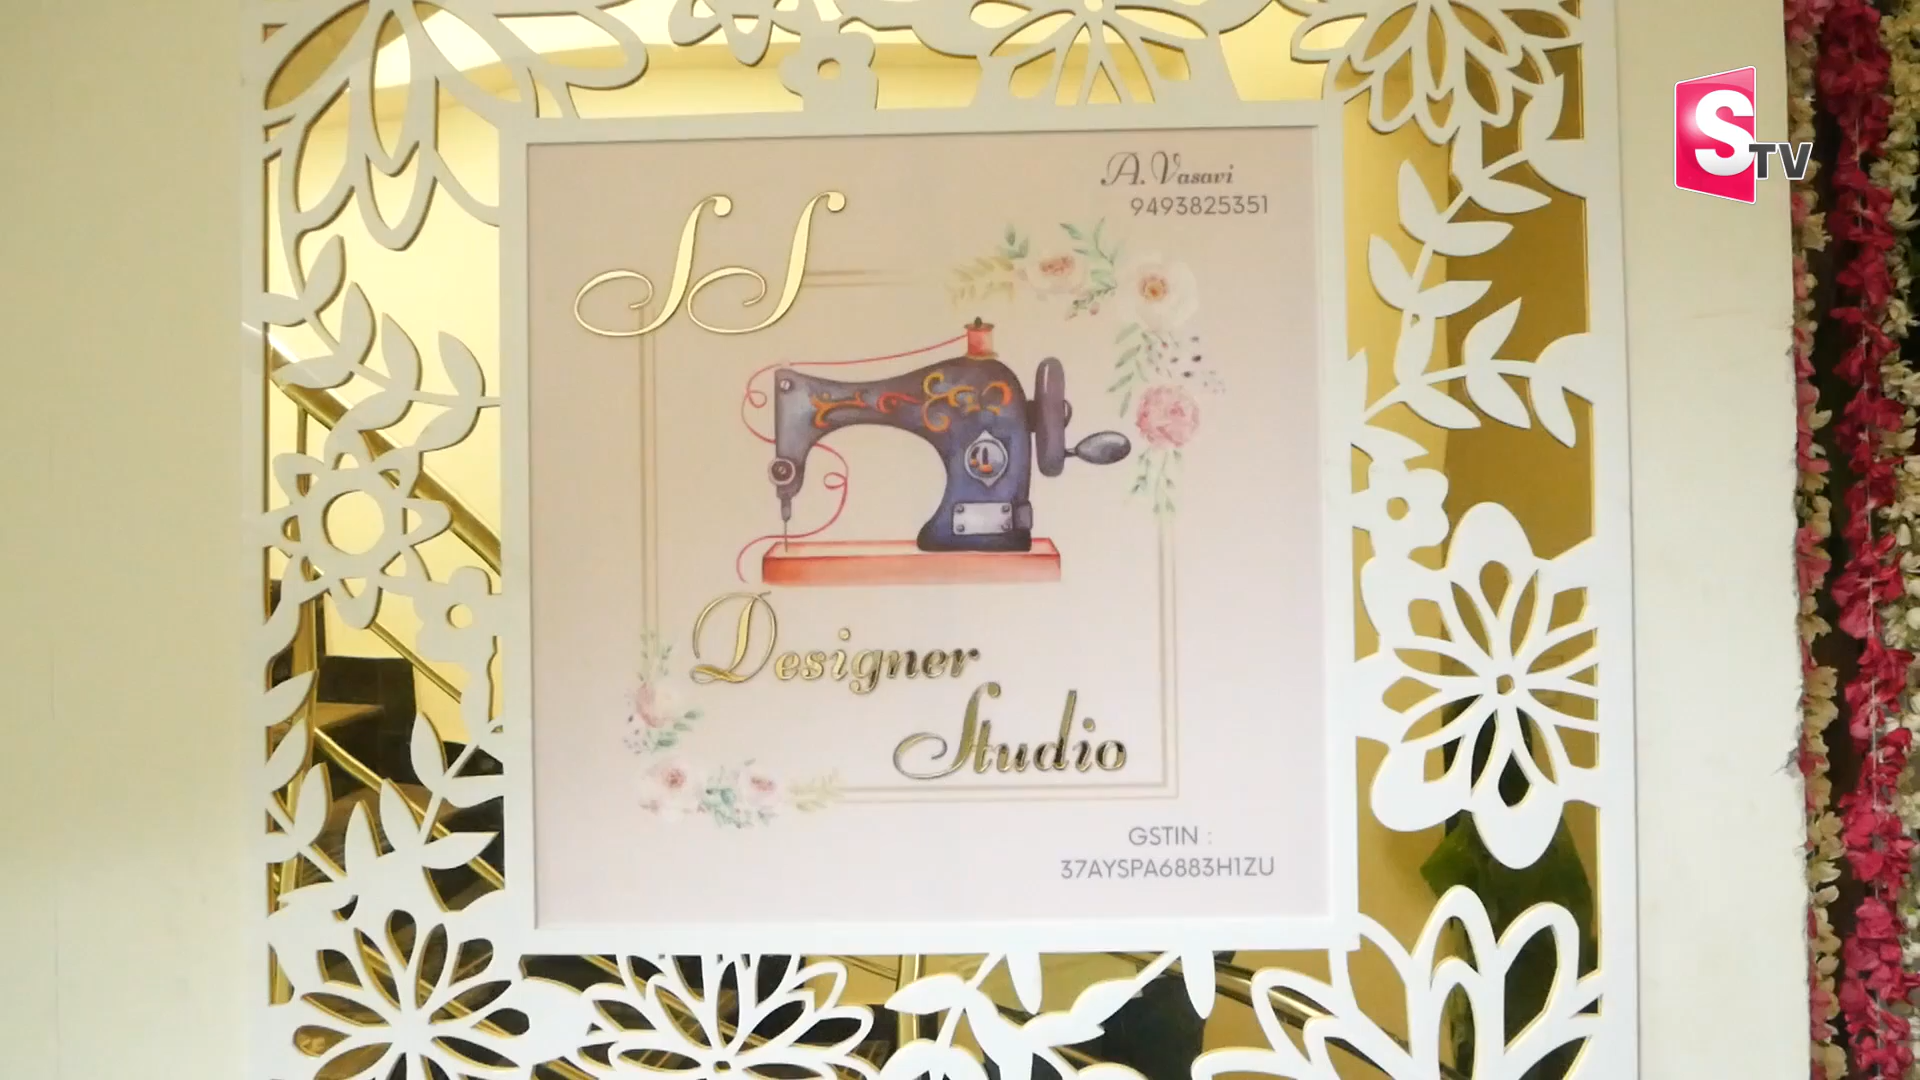 A. Vasavi
9493825351
STV
SS
Designer
Studio
GSTIN :
37AYSPA6883H1ZU